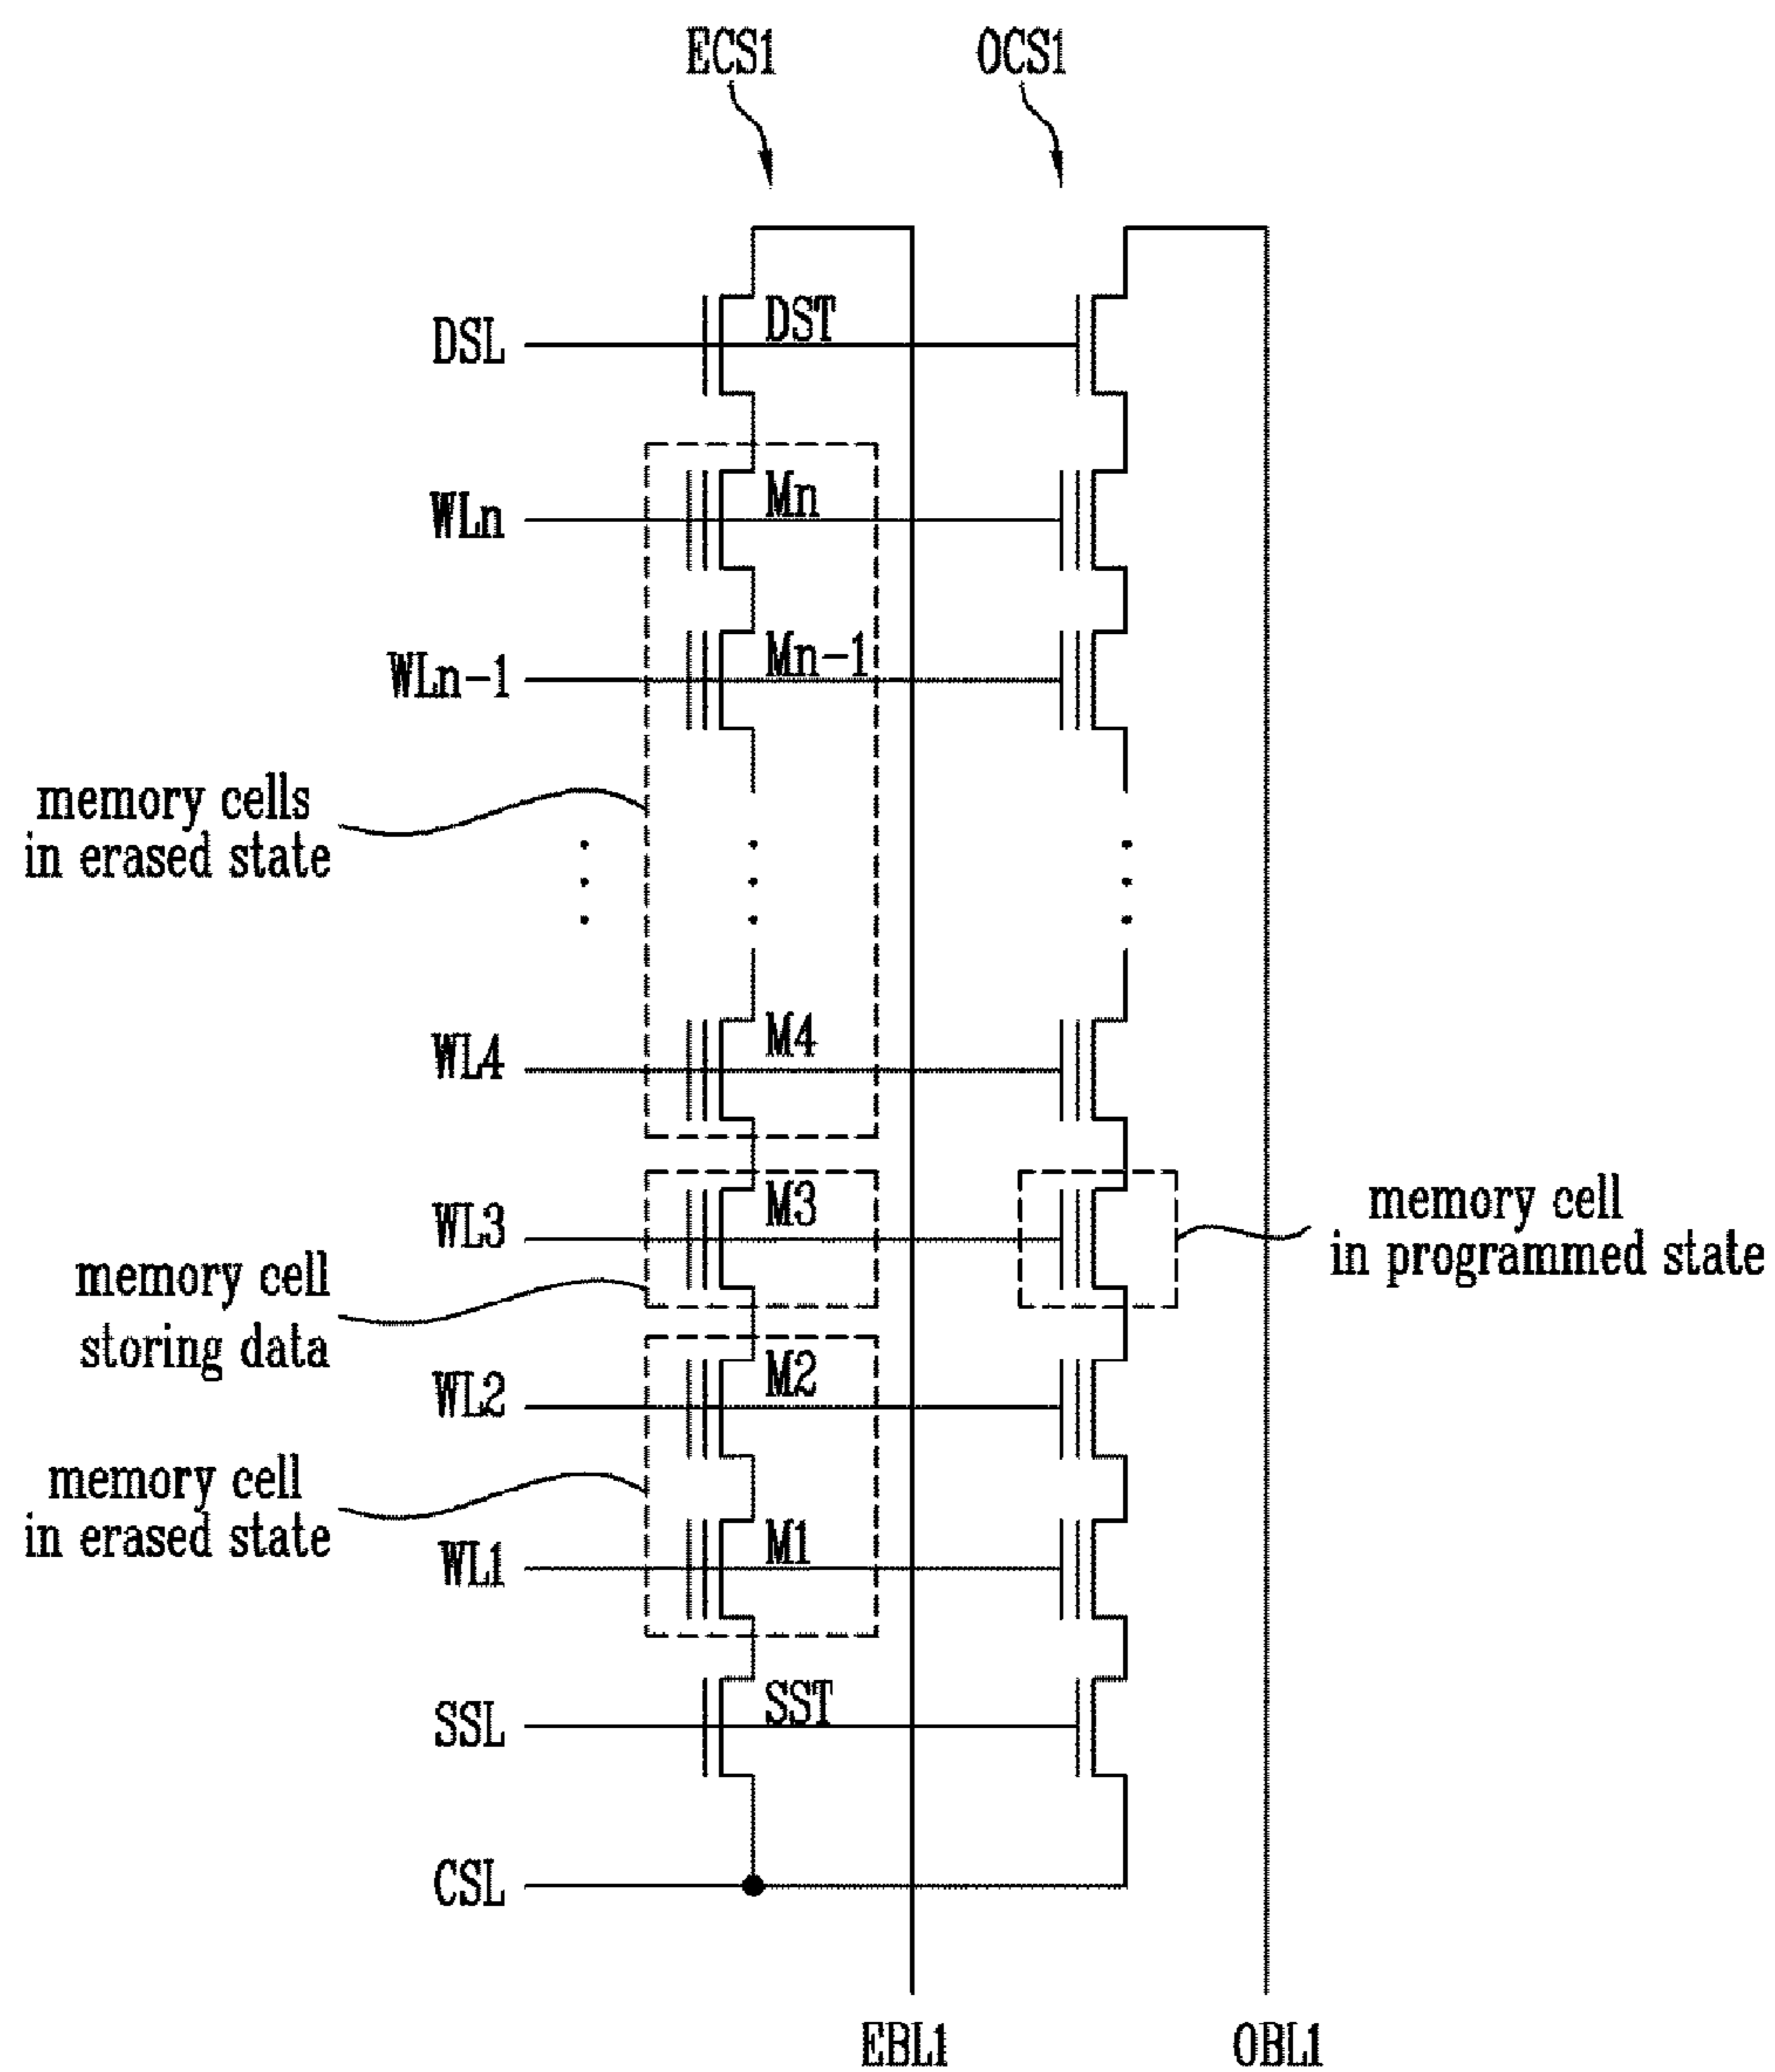 ECS1
OCS1
DSL
DST
WLn
Mn
WLn-1
Mn-1
memory cells
in erased state
WL4
M4
WL3
M3
memory cell
in programmed state
memory cell
storing data
WL2
M2
memory cell
in erased state
WL1
M1
SSL
SST
CSL
EBL1
OBL1